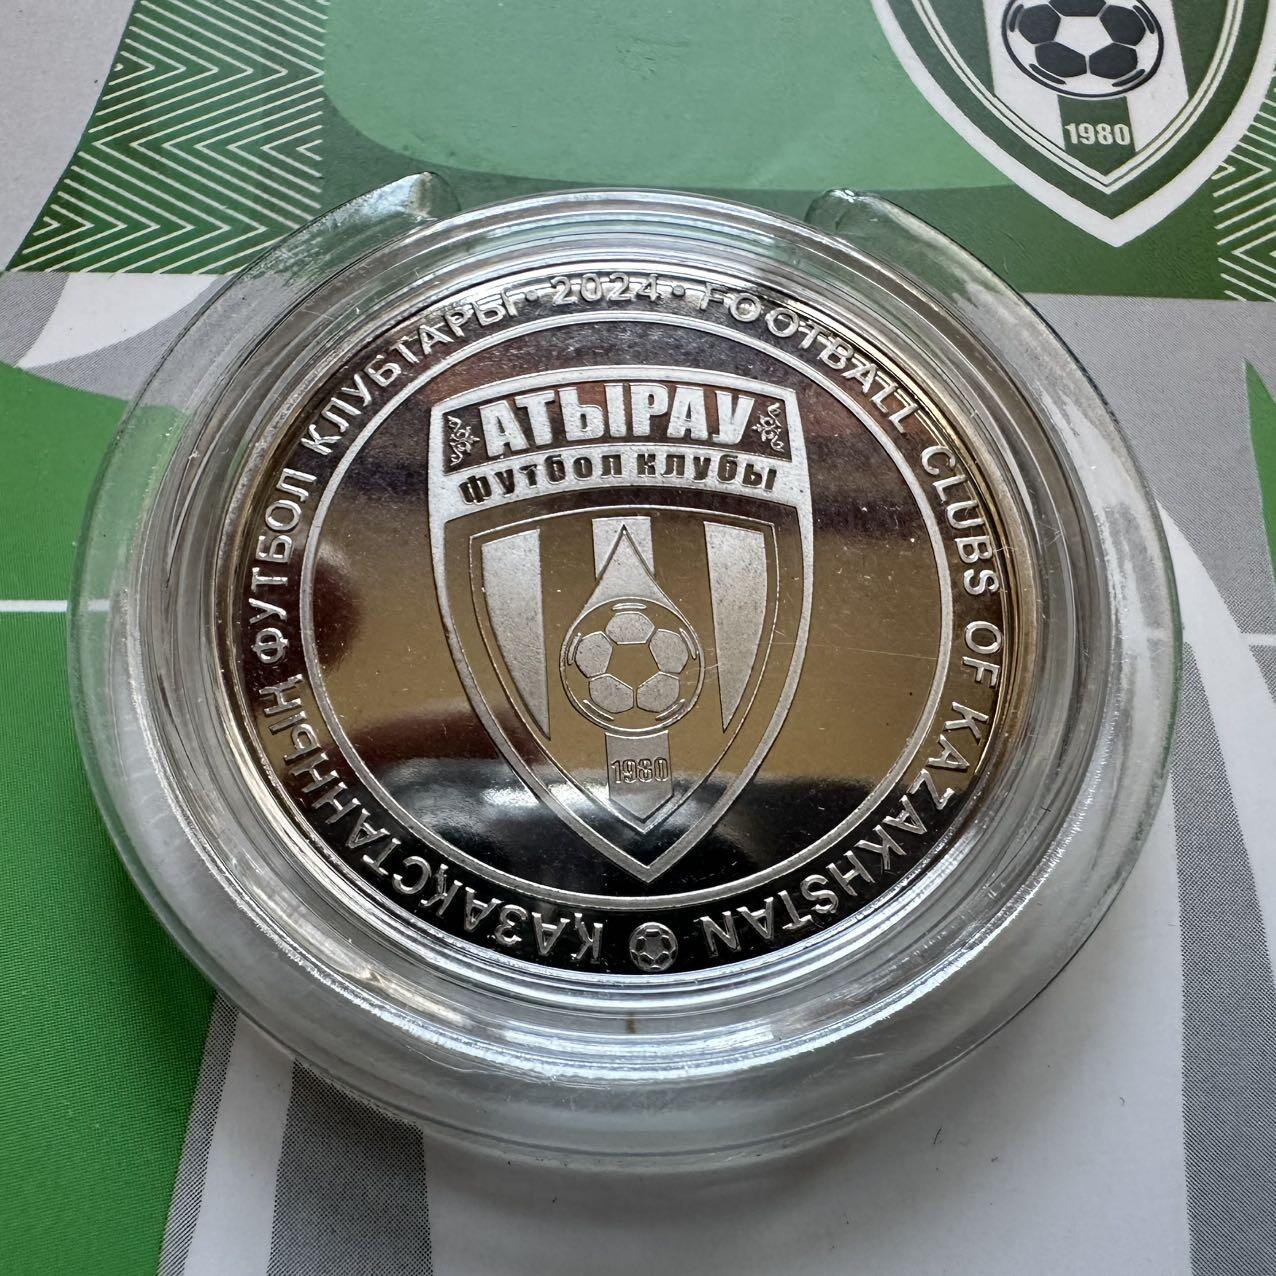 1980
ҚАЗАҚСТАННЫҢ ФУТБОЛ КЛУБТАРЫ • 2024 • FOOTBALL CLUBS OF KAZAKHSTAN
АТЫРАУ
футбол клубы
1980